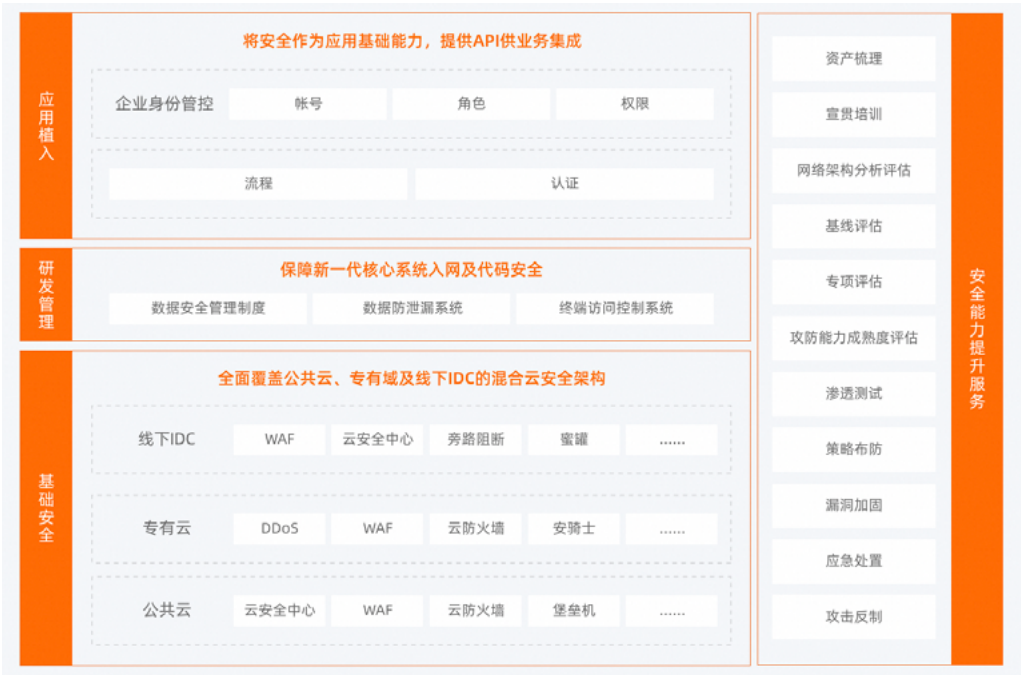 应用植入
将安全作为应用基础能力，提供API供业务集成
企业身份管控 帐号 角色 权限
流程 认证
研发管理
保障新一代核心系统入网及代码安全
数据安全管理制度 数据防泄漏系统 终端访问控制系统
基础安全
全面覆盖公共云、专有域及线下IDC的混合云安全架构
线下IDC WAF 云安全中心 旁路阻断 蜜罐 ......
专有云 DDoS WAF 云防火墙 安骑士 ......
公共云 云安全中心 WAF 云防火墙 堡垒机 ......
资产梳理
宣贯培训
网络架构分析评估
基线评估
专项评估
攻防能力成熟度评估
渗透测试
策略布防
漏洞加固
应急处置
攻击反制
安全能力提升服务